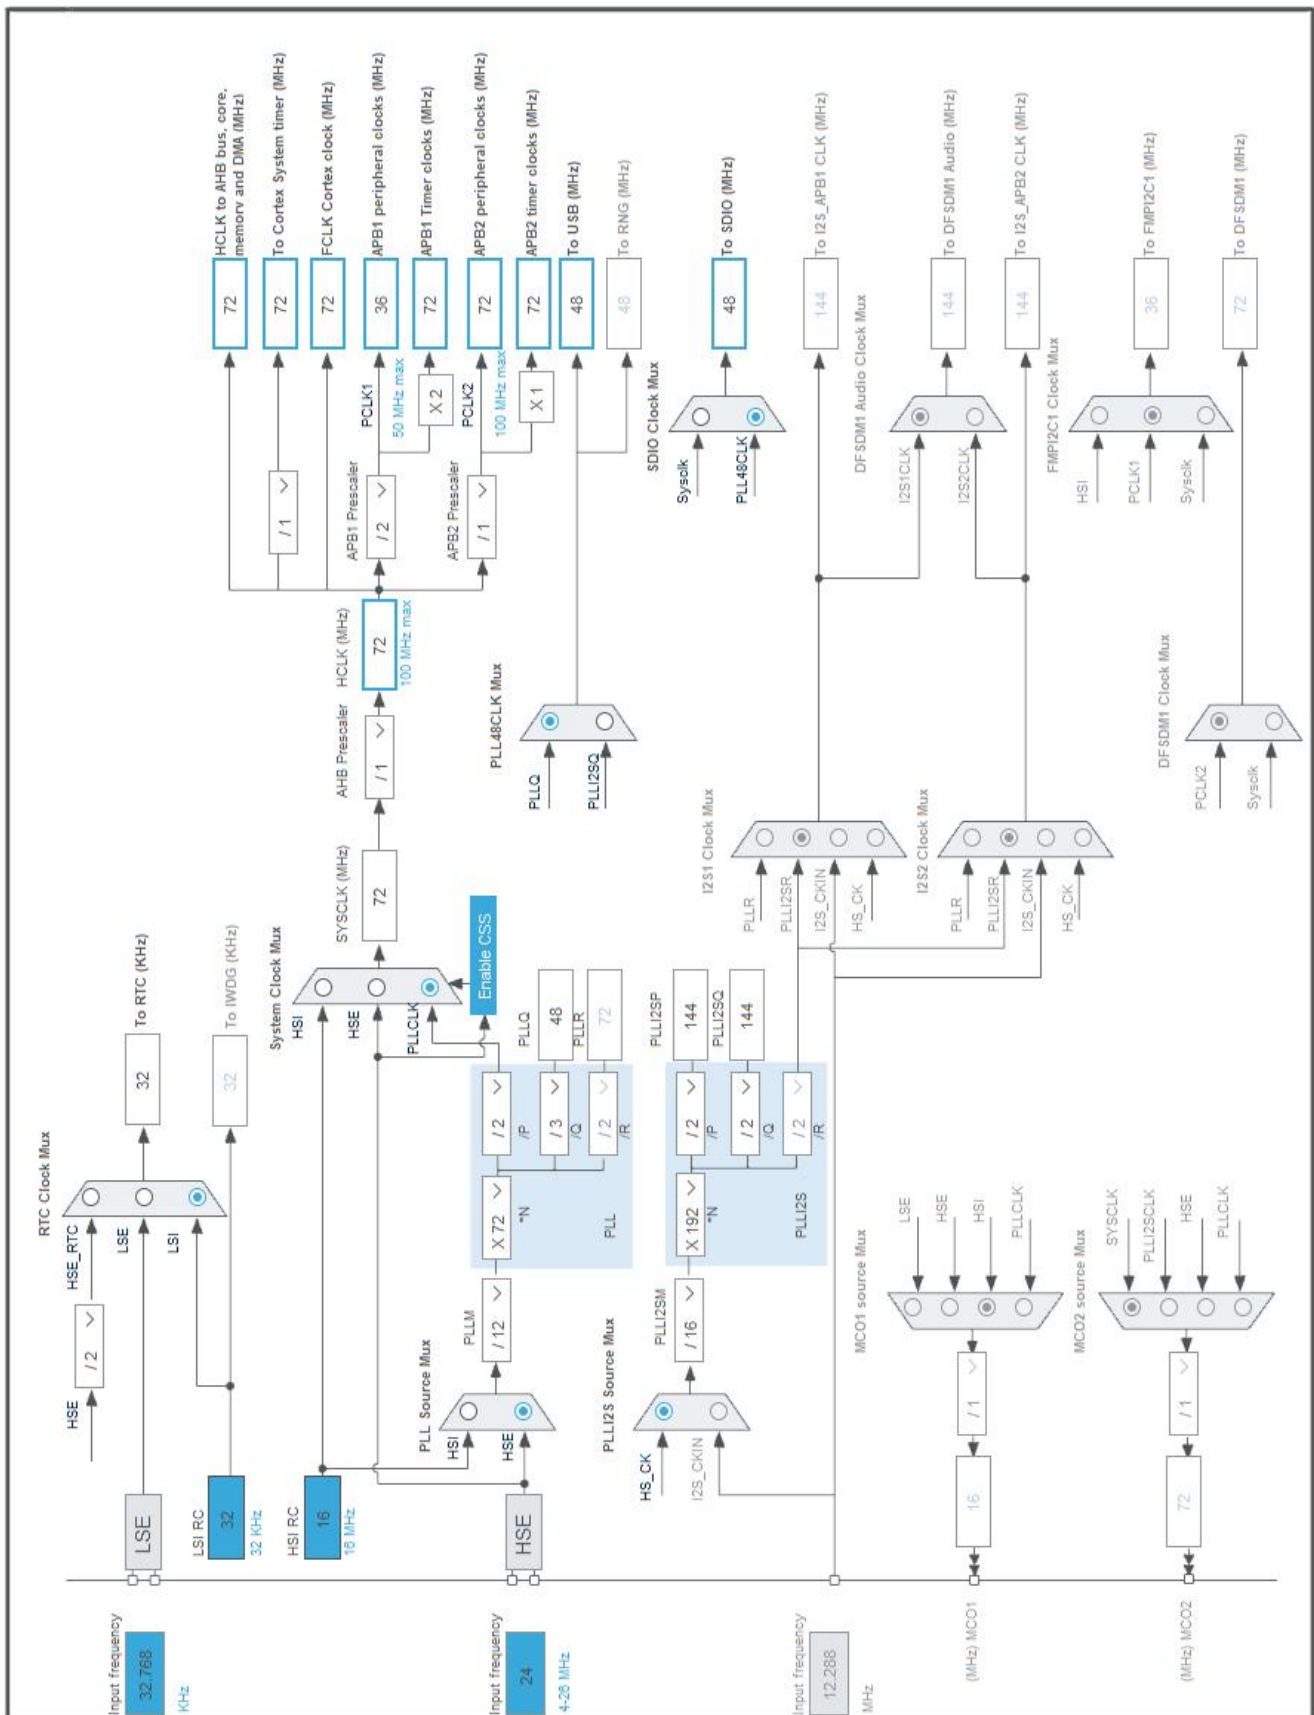 Input frequency
32.768
KHz
LSE
LSI RC
32
32 KHz
HSE
/ 2
HSE_RTC
LSE
LSI
RTC Clock Mux
32
To RTC (KHz)
32
To IWDG (KHz)
HSI RC
16
16 MHz
Input frequency
24
4-26 MHz
HSE
PLL Source Mux
HSI
HSE
PLLM
/ 12
X 72
*N
PLL
/ 2
/P
/ 3
/Q
/ 2
/R
PLLQ
48
PLLR
72
System Clock Mux
HSI
HSE
PLLCLK
Enable CSS
SYSCLK (MHz)
72
AHB Prescaler
/ 1
HCLK (MHz)
72
100 MHz max
/ 1
APB1 Prescaler
/ 2
PCLK1
50 MHz max
X 2
APB2 Prescaler
/ 1
PCLK2
100 MHz max
X 1
72
HCLK to AHB bus, core,
memory and DMA (MHz)
72
To Cortex System timer (MHz)
72
FCLK Cortex clock (MHz)
36
APB1 peripheral clocks (MHz)
72
APB1 Timer clocks (MHz)
72
APB2 peripheral clocks (MHz)
72
APB2 timer clocks (MHz)
PLL48CLK Mux
PLLQ
PLLI2SQ
48
To USB (MHz)
48
To RNG (MHz)
SDIO Clock Mux
Sysclk
PLL48CLK
48
To SDIO (MHz)
PLLI2S Source Mux
HS_CK
I2S_CKIN
PLLI2SM
/ 16
X 192
*N
PLLI2S
/ 2
/P
/ 2
/Q
/ 2
/R
PLLI2SP
144
PLLI2SQ
144
I2S1 Clock Mux
PLLR
PLLI2SR
I2S_CKIN
HS_CK
144
To I2S_APB1 CLK (MHz)
DFSDM1 Audio Clock Mux
I2S1CLK
I2S2CLK
144
To DFSDM1 Audio (MHz)
Input frequency
12.288
MHz
I2S2 Clock Mux
PLLR
PLLI2SR
I2S_CKIN
HS_CK
144
To I2S_APB2 CLK (MHz)
FMPI2C1 Clock Mux
HSI
PCLK1
Sysclk
36
To FMPI2C1 (MHz)
DFSDM1 Clock Mux
PCLK2
Sysclk
72
To DFSDM1 (MHz)
(MHz) MCO1
16
/ 1
MCO1 source Mux
LSE
HSE
HSI
PLLCLK
(MHz) MCO2
72
/ 1
MCO2 source Mux
SYSCLK
PLLI2SCLK
HSE
PLLCLK